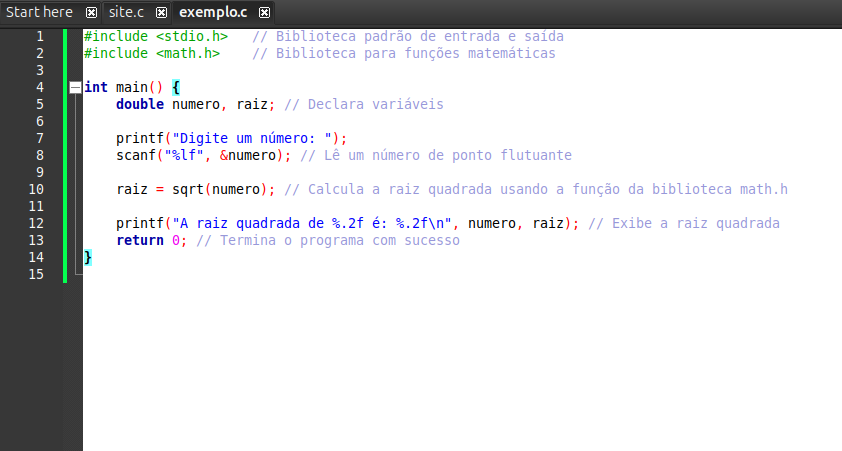 Start here site.c exemplo.c
1 #include <stdio.h>   // Biblioteca padrão de entrada e saída
2 #include <math.h>    // Biblioteca para funções matemáticas
3
4 int main() {
5     double numero, raiz; // Declara variáveis
6
7     printf("Digite um número: ");
8     scanf("%lf", &numero); // Lê um número de ponto flutuante
9
10     raiz = sqrt(numero); // Calcula a raiz quadrada usando a função da biblioteca math.h
11
12     printf("A raiz quadrada de %.2f é: %.2f\n", numero, raiz); // Exibe a raiz quadrada
13     return 0; // Termina o programa com sucesso
14 }
15